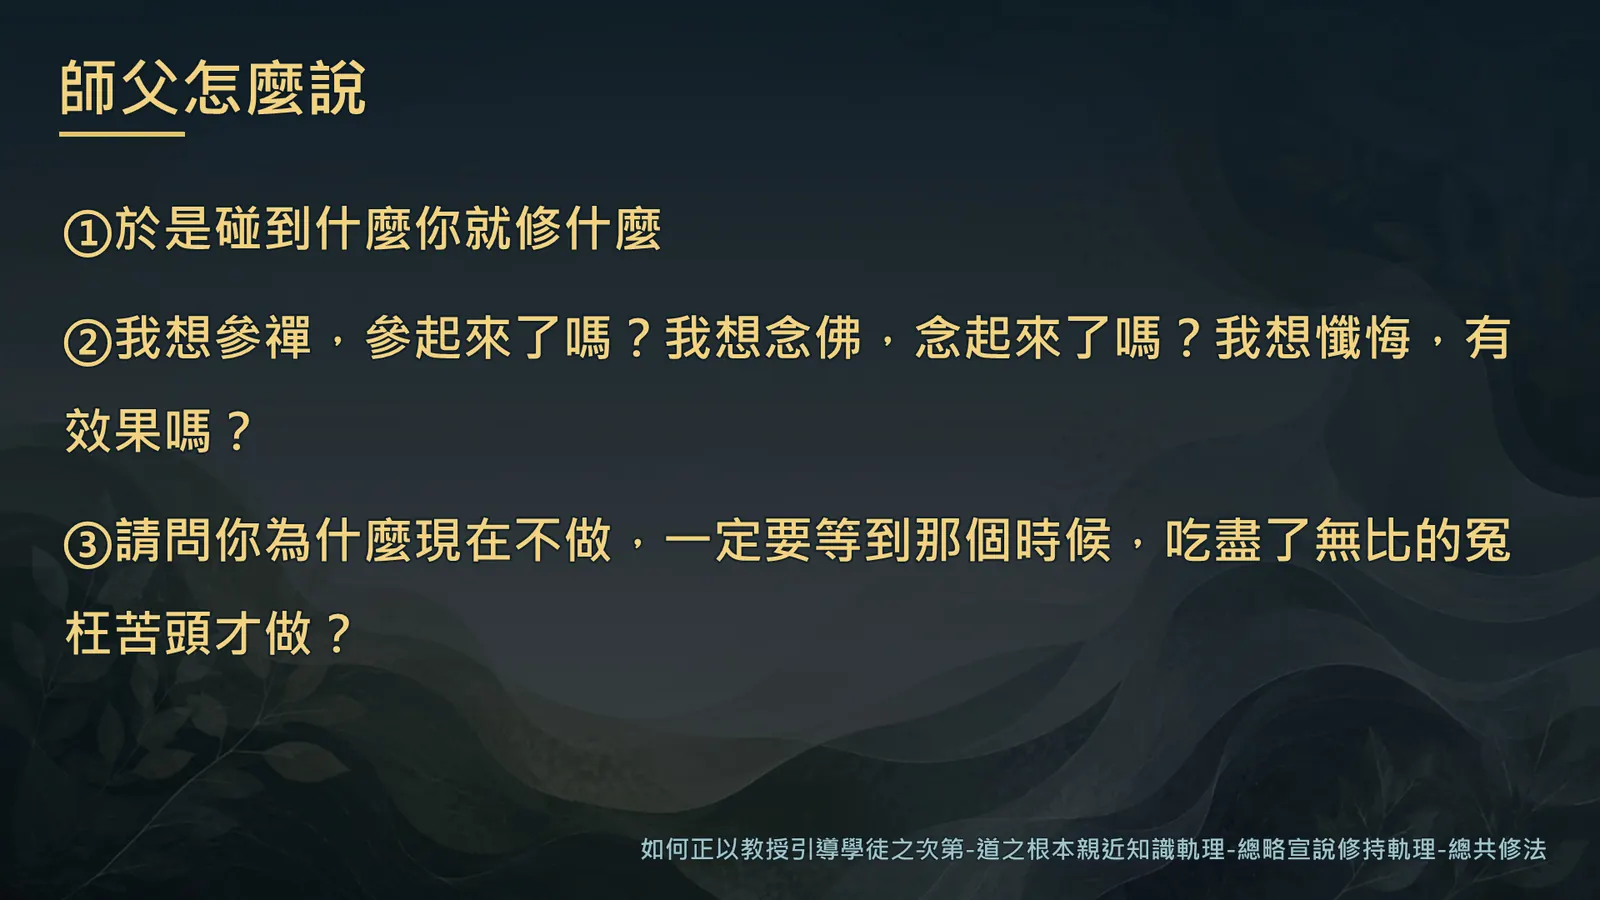 師父怎麼說
①於是碰到什麼你就修什麼
②我想參禪，參起來了嗎？我想念佛，念起來了嗎？我想懺悔，有
效果嗎？
③請問你為什麼現在不做，一定要等到那個時候，吃盡了無比的冤
枉苦頭才做？
如何正以教授引導學徒之次第-道之根本親近知識軌理-總略宣說修持軌理-總共修法